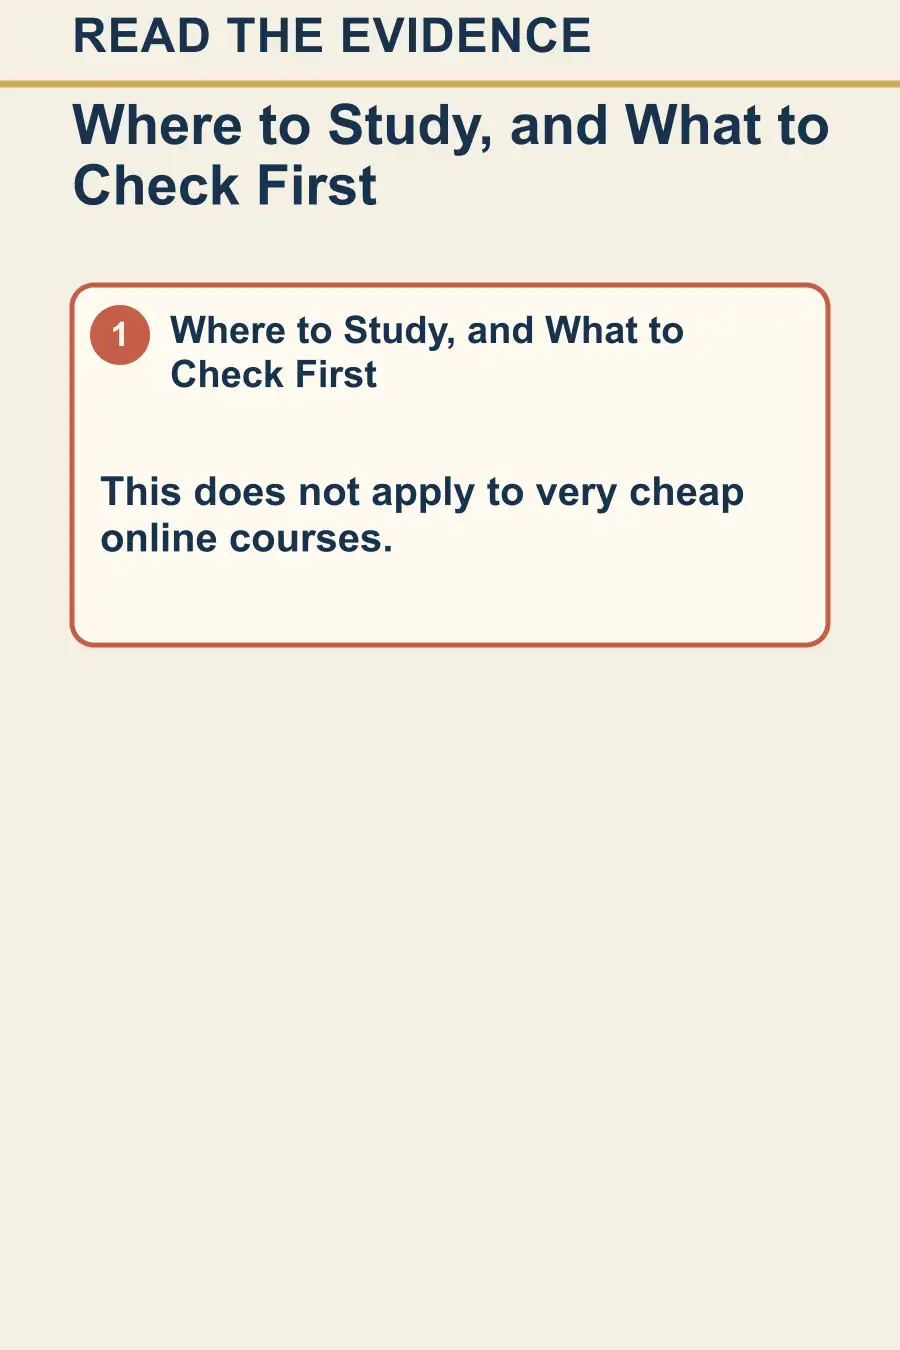 READ THE EVIDENCE
Where to Study, and What to
Check First
1
Where to Study, and What to
Check First
This does not apply to very cheap
online courses.